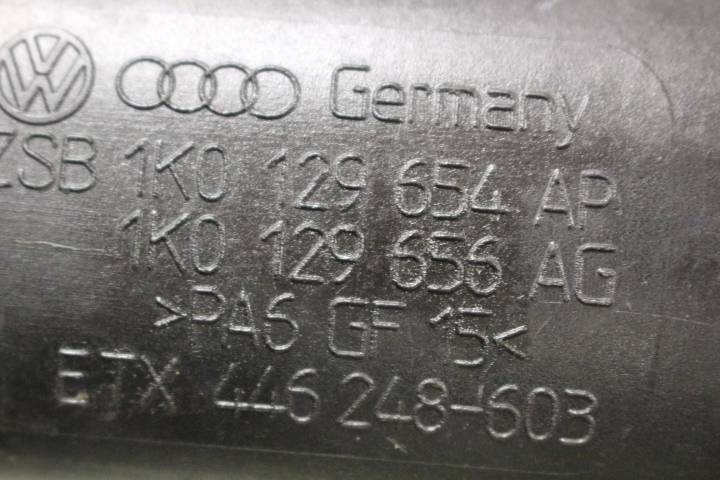 Germany
ZSB 1K0 129 654 AP
1K0 129 656 AG
>PA6 GF 15<
ETX 446 248-603